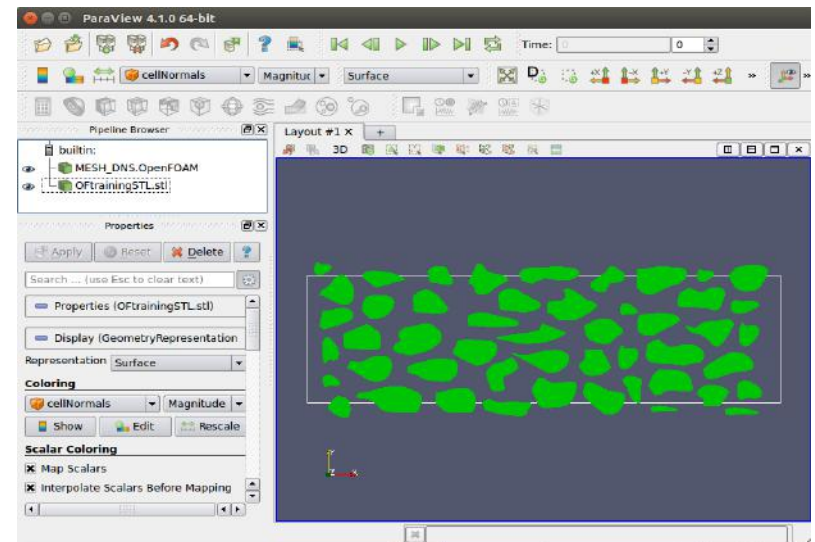 ParaView 4.1.0 64-bit
Time: 0 0
cellNormals Magnituc Surface
Pipeline Browser
Layout #1 X +
builtin:
3D
MESH_DNS.OpenFOAM
OFtrainingSTL.stl
Properties
Apply Reset Delete ?
Search ... (use Esc to clear text)
Properties (OFtrainingSTL.stl)
Display (GeometryRepresentation
Representation Surface
Coloring
cellNormals Magnitude
Show Edit Rescale
Scalar Coloring
Map Scalars
Interpolate Scalars Before Mapping
Y
Z X